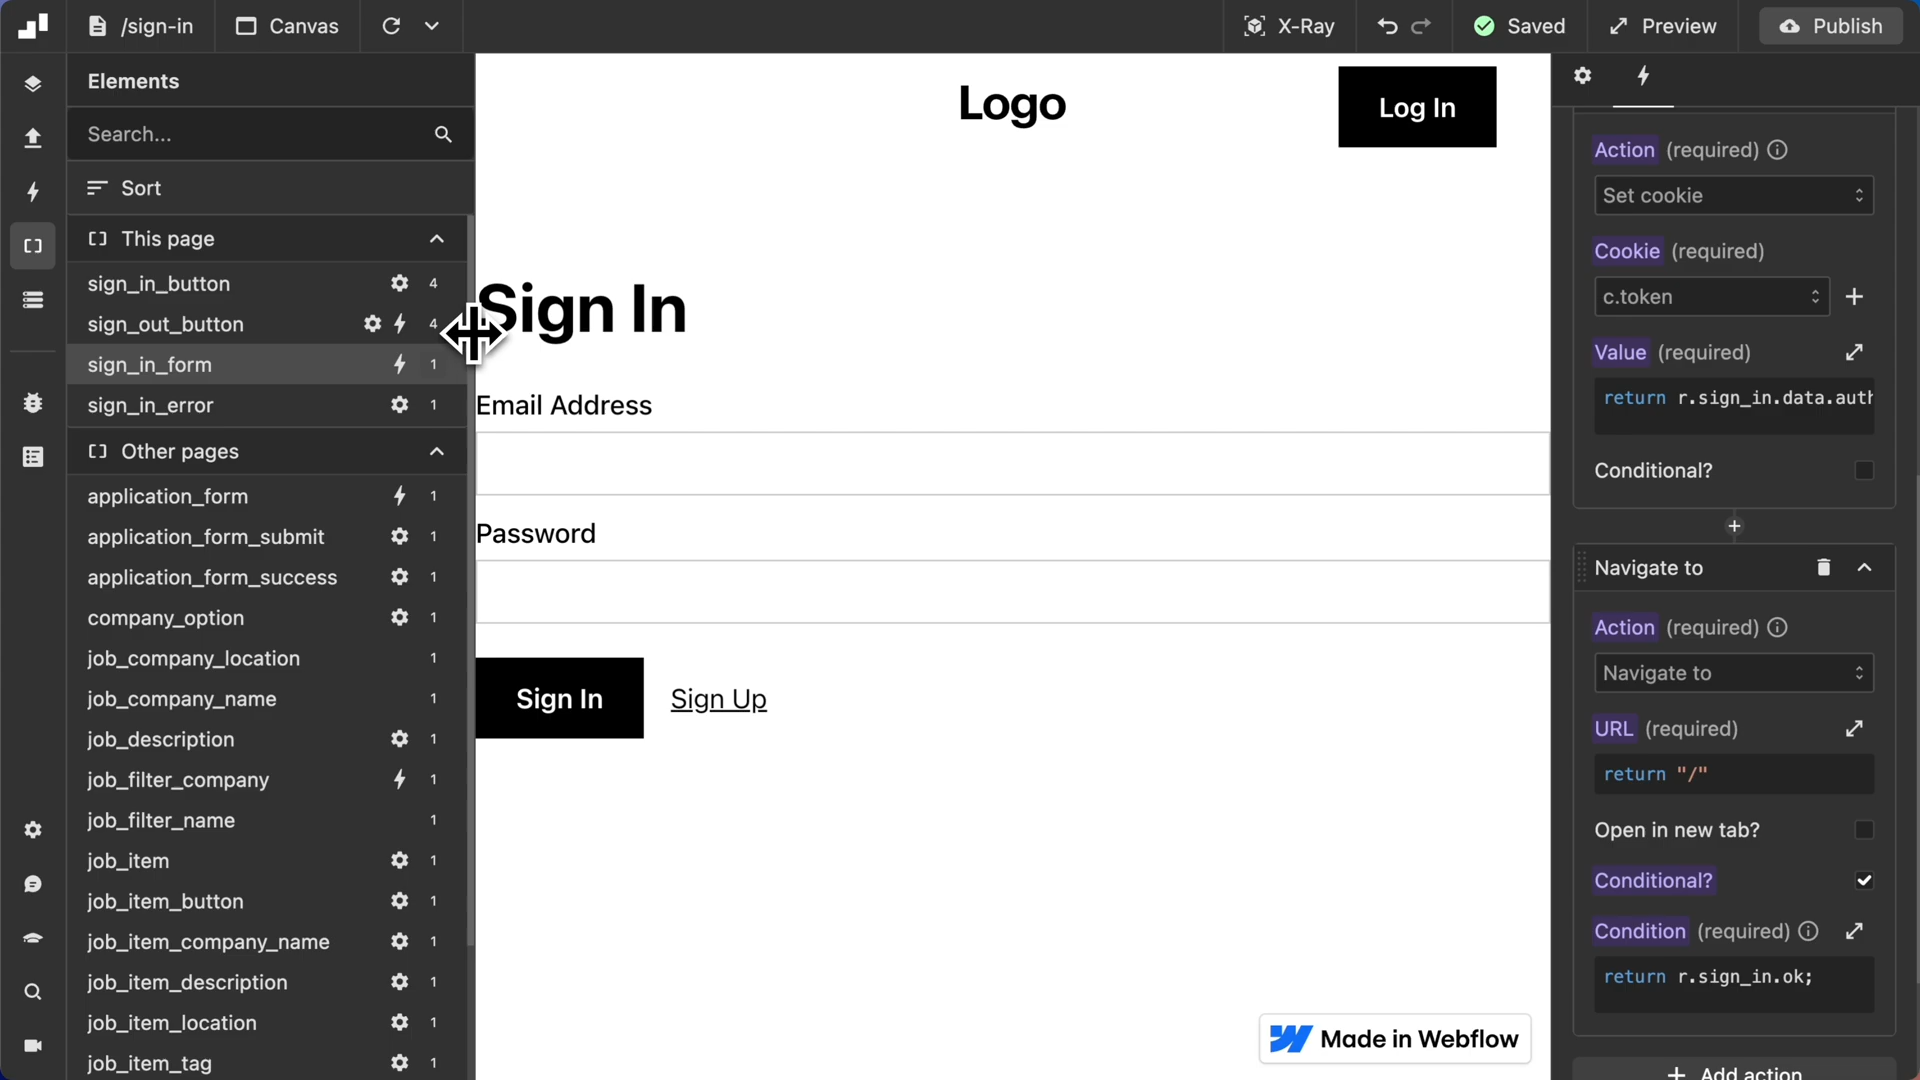 /sign-in
Canvas
X-Ray
Saved
Preview
Publish
Elements
Search...
Sort
This page
sign_in_button 4
sign_out_button 4
sign_in_form 1
sign_in_error 1
Other pages
application_form 1
application_form_submit 1
application_form_success 1
company_option 1
job_company_location 1
job_company_name 1
job_description 1
job_filter_company 1
job_filter_name 1
job_item 1
job_item_button 1
job_item_company_name 1
job_item_description 1
job_item_location 1
job_item_tag 1
Logo
Log In
Sign In
Email Address
Password
Sign In
Sign Up
Made in Webflow
Action (required)
Set cookie
Cookie (required)
c.token
Value (required)
return r.sign_in.data.auth
Conditional?
Navigate to
Action (required)
Navigate to
URL (required)
return "/"
Open in new tab?
Conditional?
Condition (required)
return r.sign_in.ok;
Add action